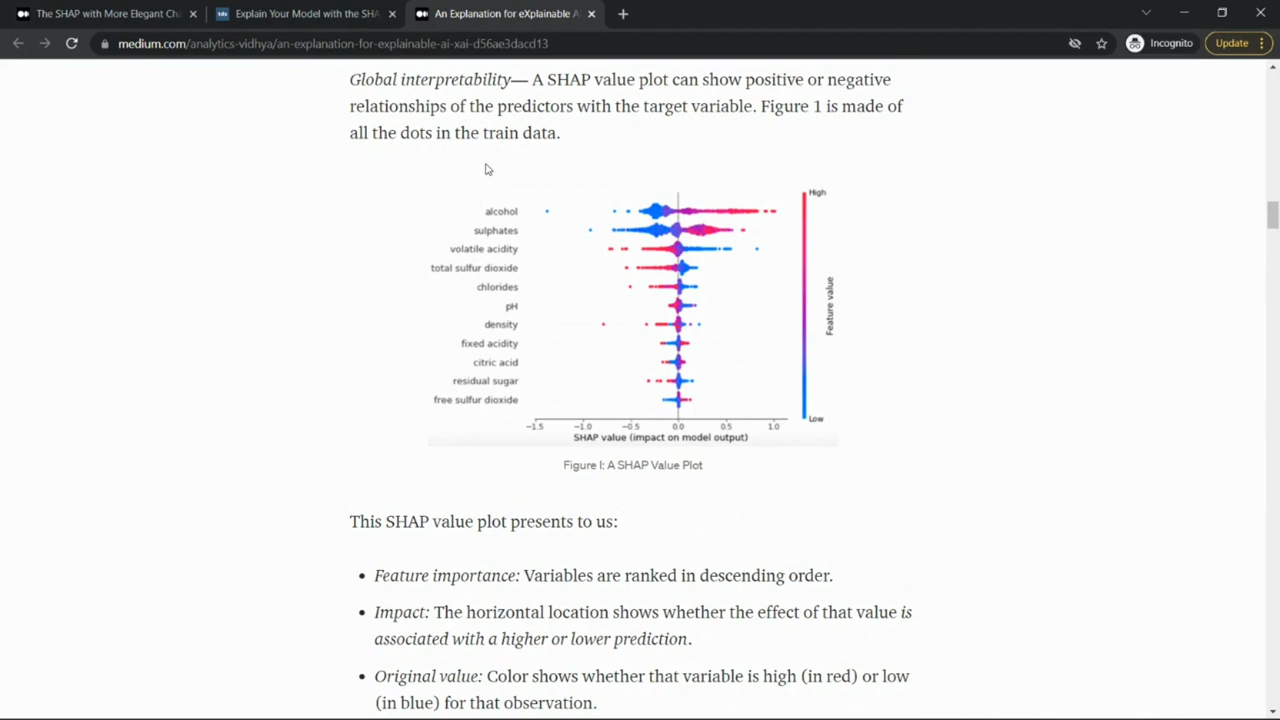 The SHAP with More Elegant Cha
Explain Your Model with the SHA
An Explanation for eXplainable A
medium.com/analytics-vidhya/an-explanation-for-explainable-ai-xai-d56ae3dacd13
Incognito
Update
Global interpretability— A SHAP value plot can show positive or negative
relationships of the predictors with the target variable. Figure 1 is made of
all the dots in the train data.
High
alcohol
sulphates
volatile acidity
total sulfur dioxide
chlorides
pH
density
fixed acidity
citric acid
residual sugar
free sulfur dioxide
Feature value
Low
−1.5 −1.0 −0.5 0.0 0.5 1.0
SHAP value (impact on model output)
Figure I: A SHAP Value Plot
This SHAP value plot presents to us:
• Feature importance: Variables are ranked in descending order.
• Impact: The horizontal location shows whether the effect of that value is
associated with a higher or lower prediction.
• Original value: Color shows whether that variable is high (in red) or low
(in blue) for that observation.